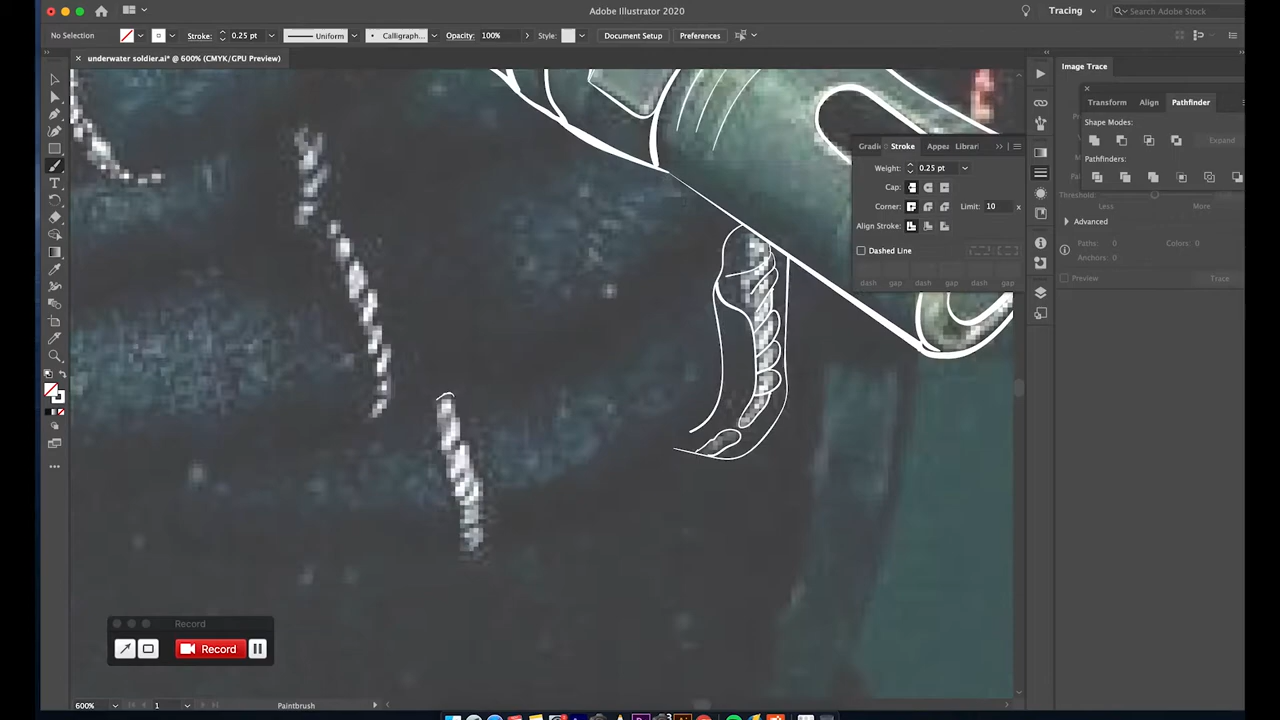 Adobe Illustrator 2020
Tracing
Search Adobe Stock
No Selection
Stroke:
0.25 pt
Uniform
Calligraph...
Opacity:
100%
Style:
Document Setup
Preferences
× underwater soldier.ai* @ 600% (CMYK/GPU Preview)
Image Trace
Transform
Align
Pathfinder
Shape Modes:
Expand
Pathfinders:
Threshold:
Less
More
Advanced
Paths: 0
Colors: 0
Anchors: 0
Preview
Trace
Gradi
Stroke
Appea
Librari
Weight:
0.25 pt
Cap:
Corner:
Limit:
10
x
Align Stroke:
Dashed Line
dash
gap
dash
gap
dash
gap
Record
Record
600%
1
Paintbrush